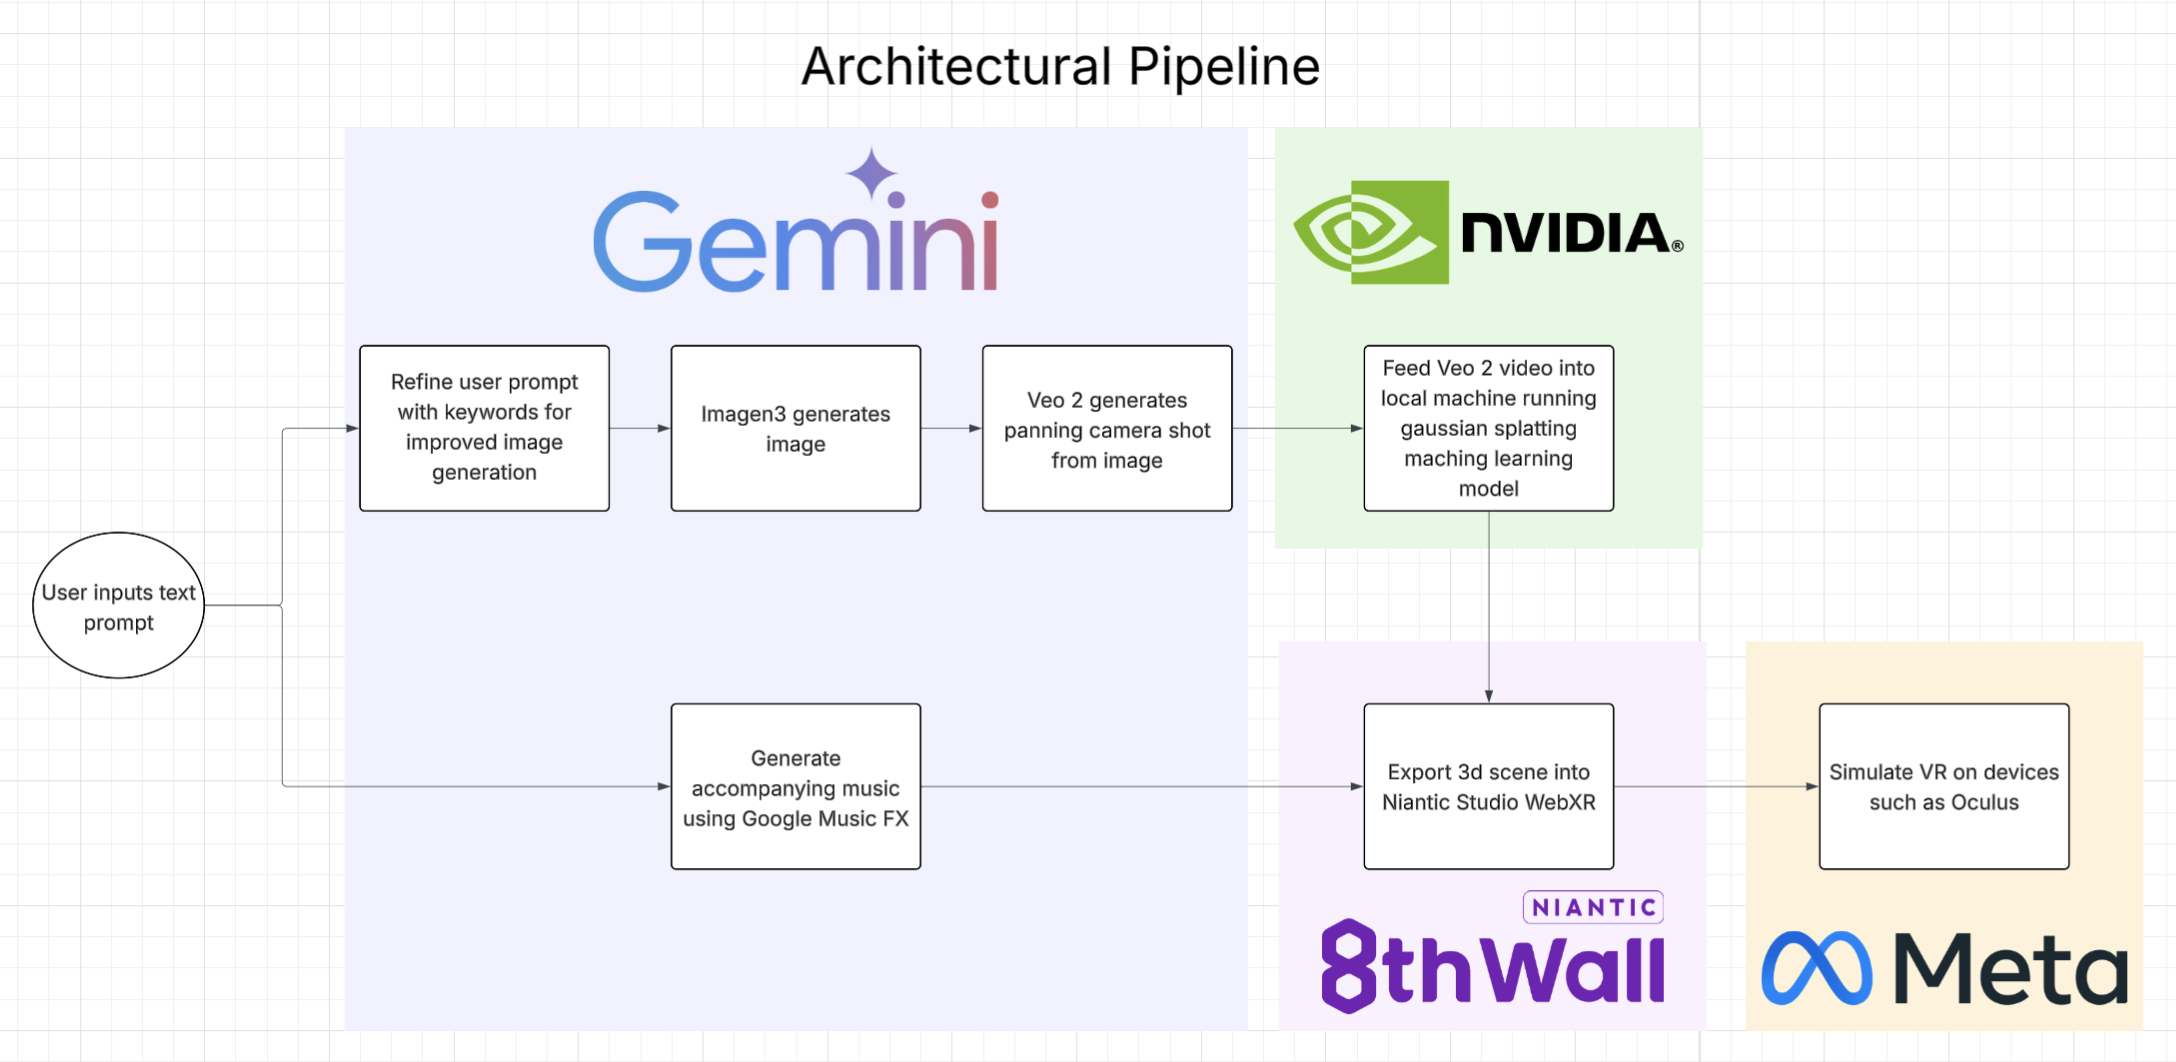 Architectural Pipeline
Gemini
NVIDIA®
Refine user prompt
with keywords for
improved image
generation
Imagen3 generates
image
Veo 2 generates
panning camera shot
from image
Feed Veo 2 video into
local machine running
gaussian splatting
maching learning
model
User inputs text
prompt
Generate
accompanying music
using Google Music FX
Export 3d scene into
Niantic Studio WebXR
Simulate VR on devices
such as Oculus
NIANTIC
8thWall
Meta